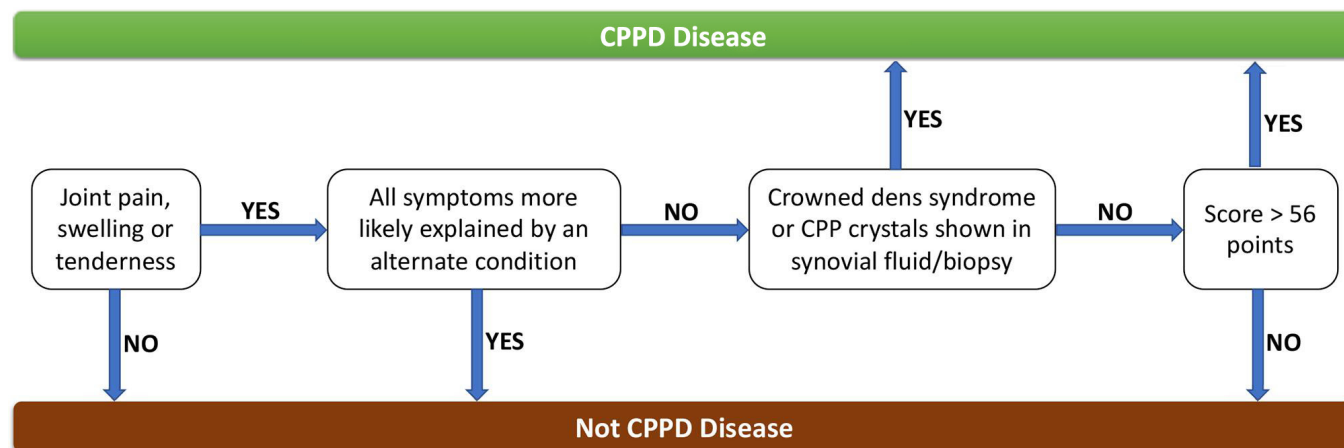 CPPD Disease
YES
YES
Joint pain,
swelling or
tenderness
YES
All symptoms more
likely explained by an
alternate condition
NO
Crowned dens syndrome
or CPP crystals shown in
synovial fluid/biopsy
NO
Score > 56
points
NO
YES
NO
Not CPPD Disease